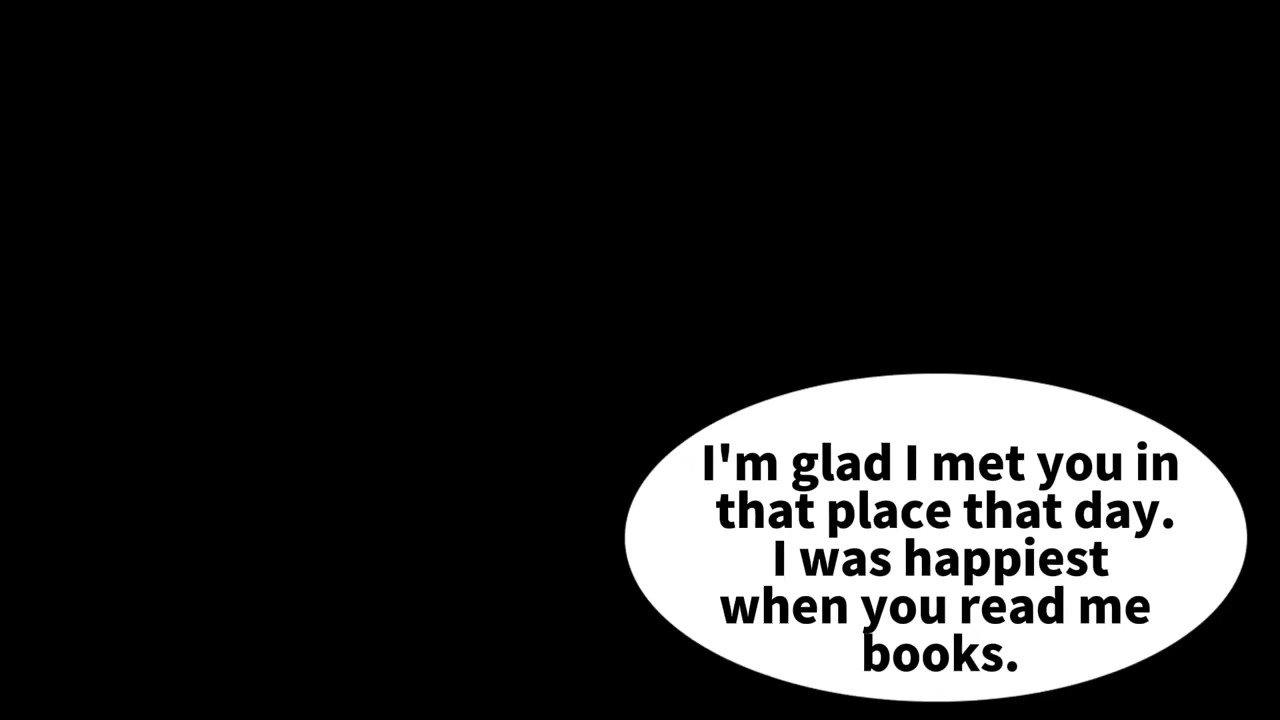 I'm glad I met you in
that place that day.
I was happiest
when you read me
books.